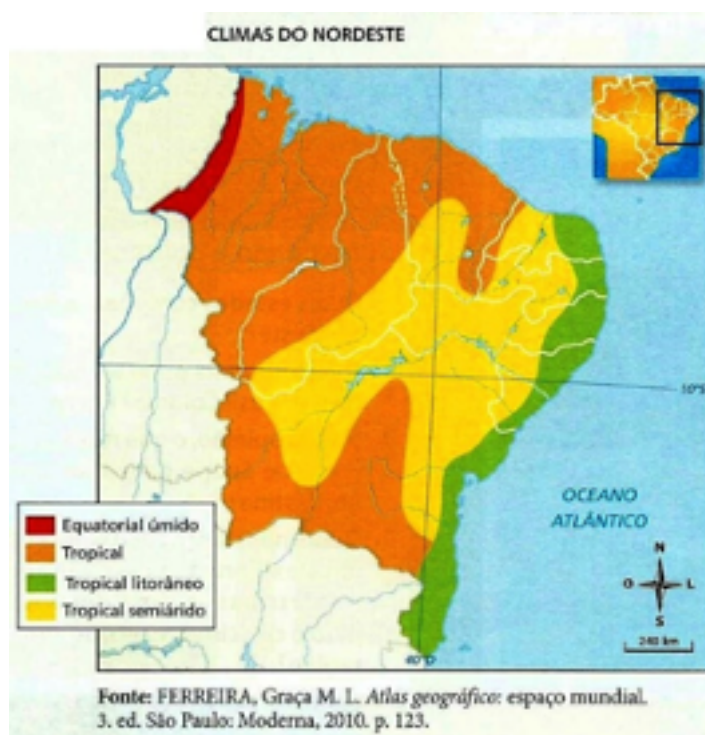 CLIMAS DO NORDESTE
10°S
OCEANO
ATLÂNTICO
Equatorial úmido
Tropical
Tropical litorâneo
Tropical semiárido
N
O
L
S
240 km
40°O
Fonte: FERREIRA, Graça M. L. Atlas geográfico: espaço mundial.
3. ed. São Paulo: Moderna, 2010. p. 123.